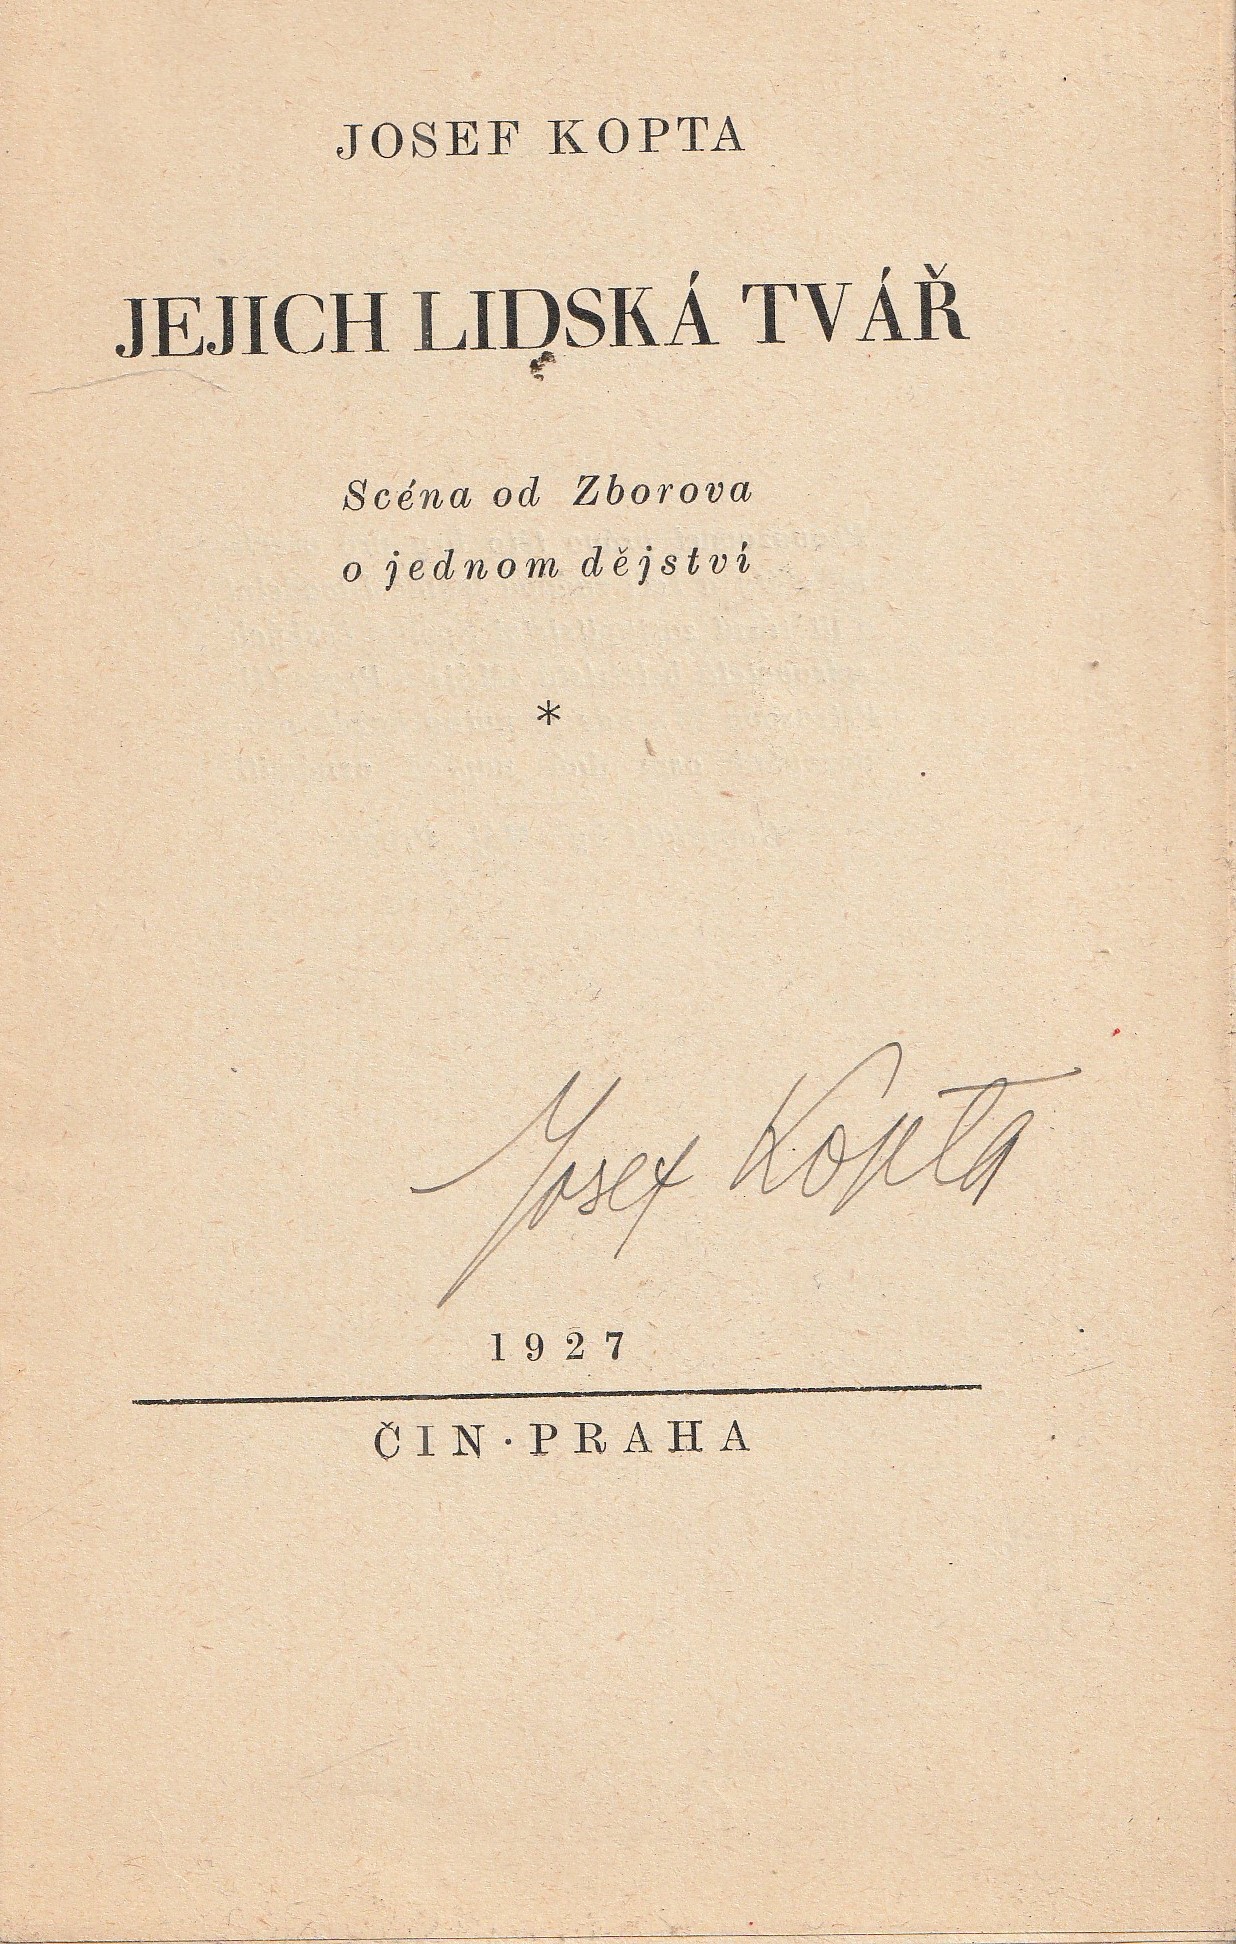 JOSEF KOPTA
JEJICH LIDSKÁ TVÁŘ
Scéna od Zborova
o jednom dějství
*
Josef Kopta
1927
ČIN · PRAHA